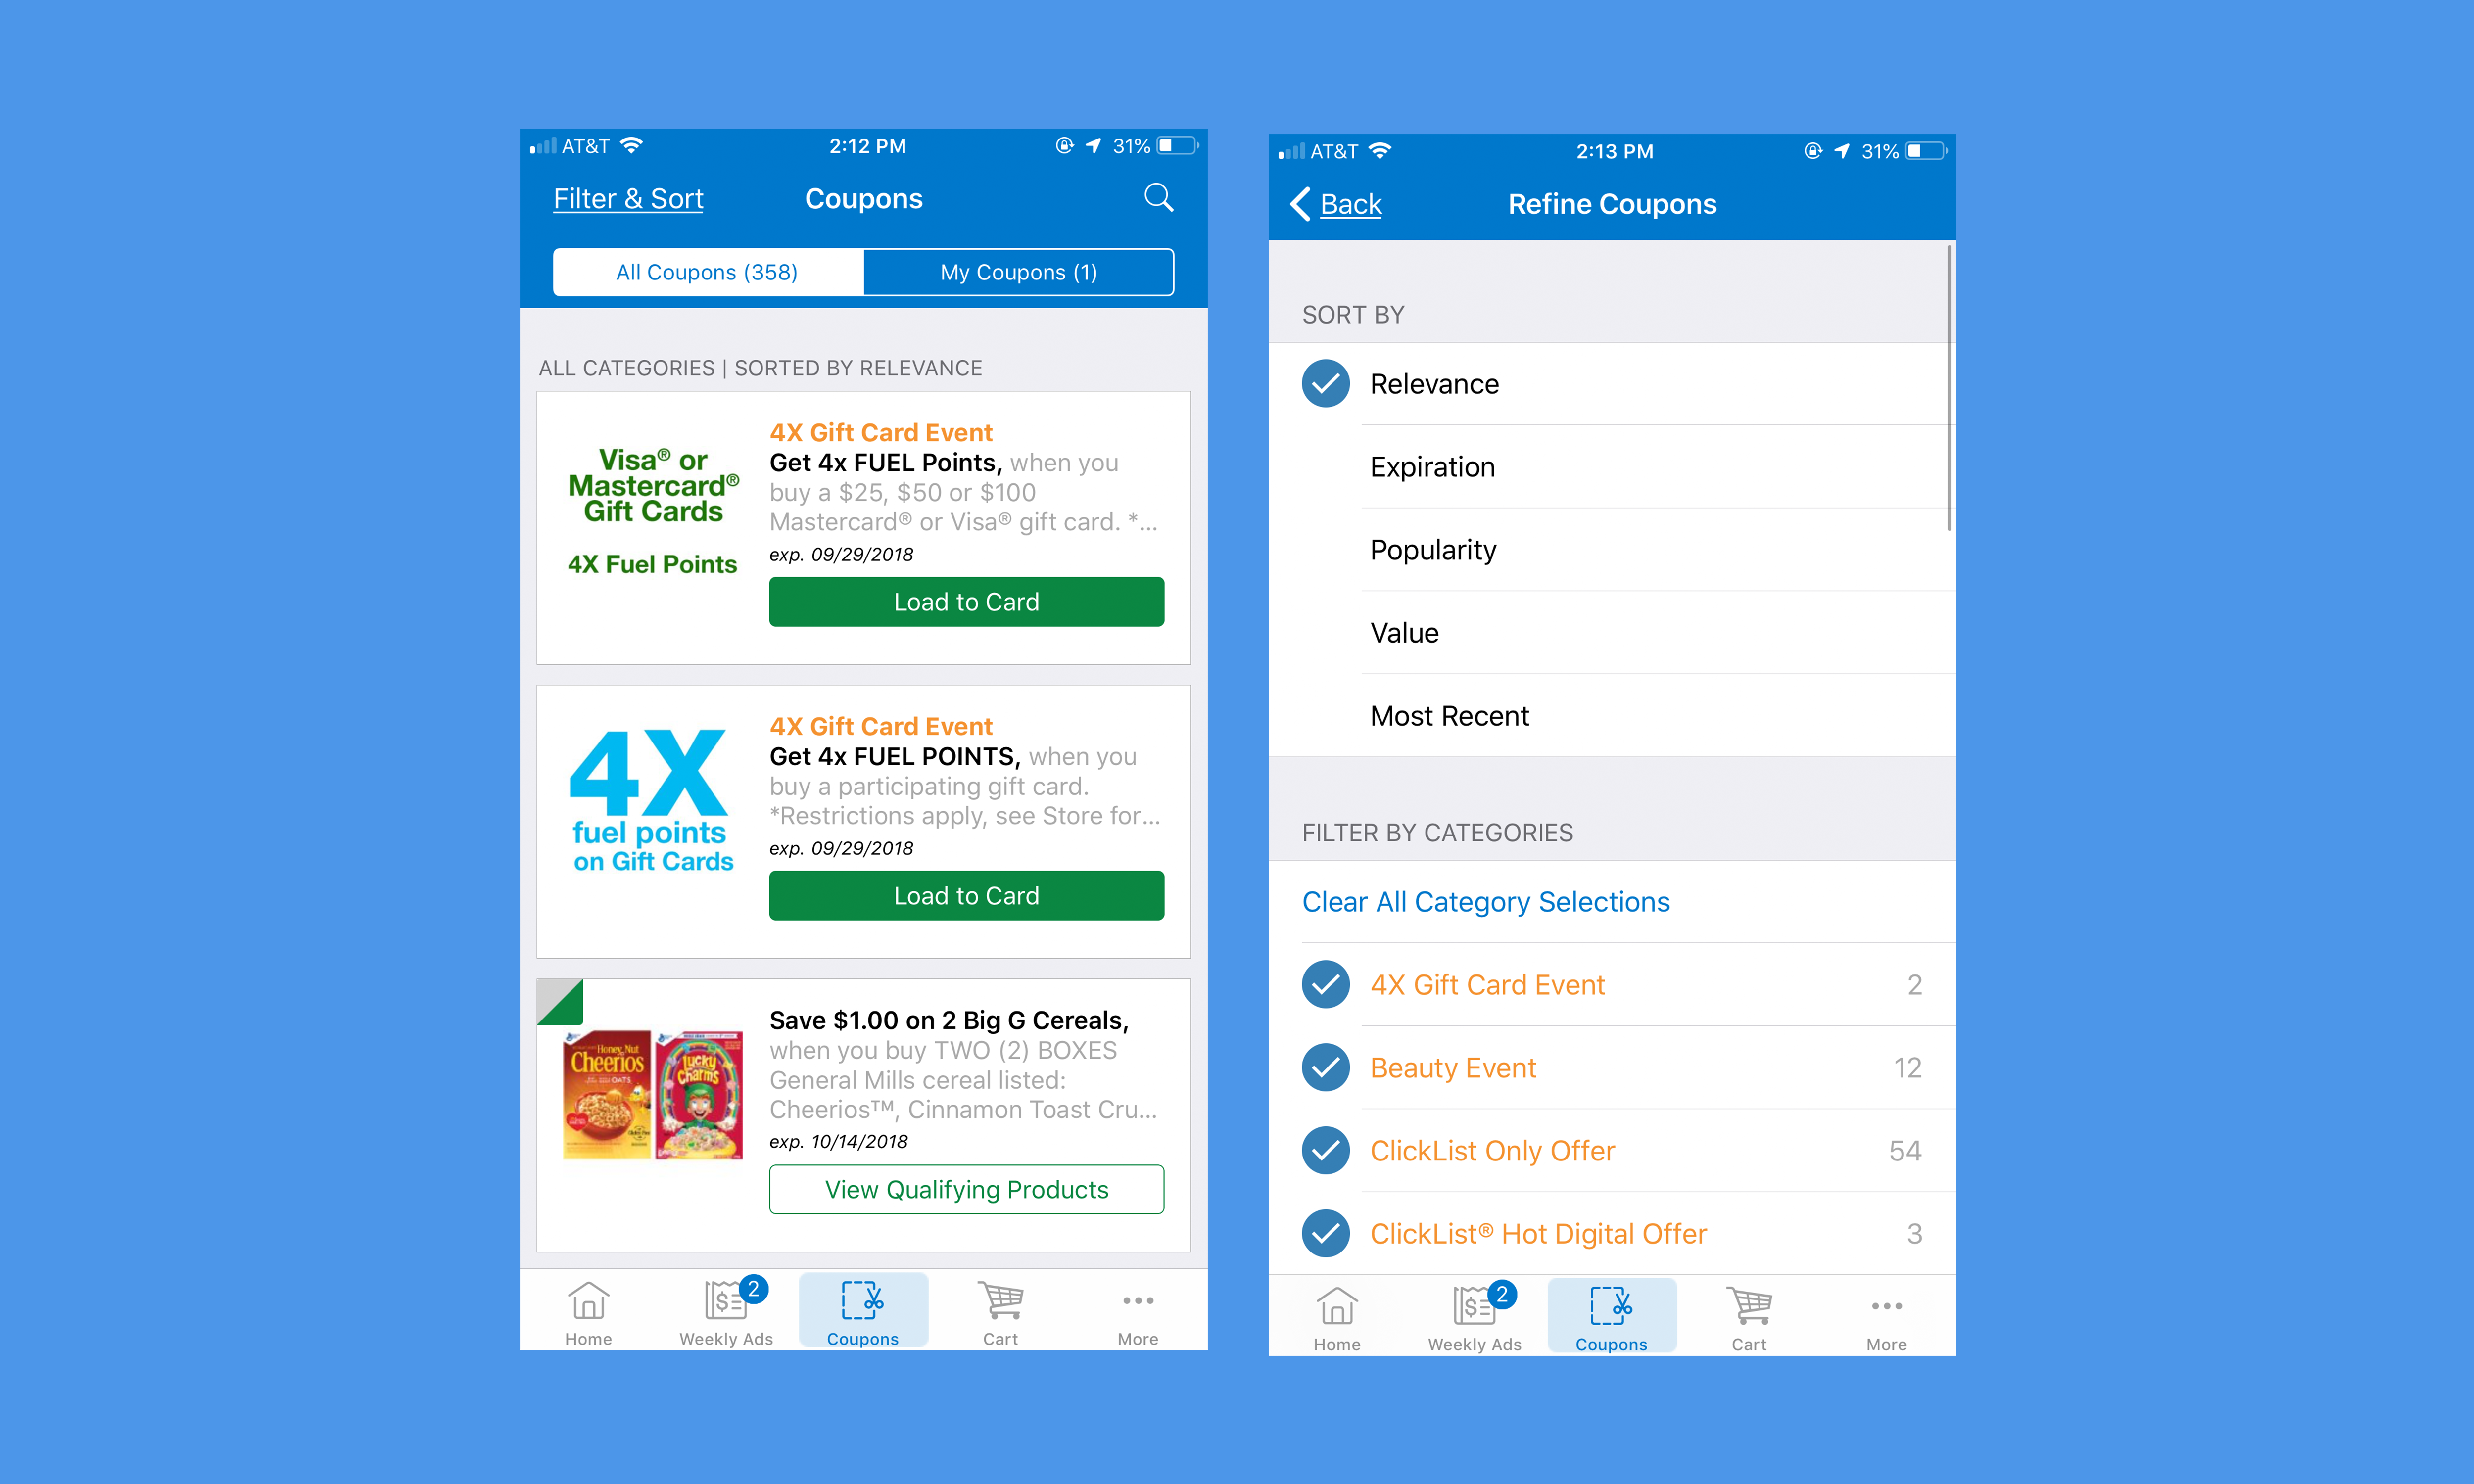 AT&T 2:12 PM 31%
Filter & Sort Coupons
All Coupons (358) My Coupons (1)
ALL CATEGORIES | SORTED BY RELEVANCE
Visa® or
Mastercard®
Gift Cards
4X Fuel Points
4X Gift Card Event
Get 4x FUEL Points, when you
buy a $25, $50 or $100
Mastercard® or Visa® gift card. *...
exp. 09/29/2018
Load to Card
4X
fuel points
on Gift Cards
4X Gift Card Event
Get 4x FUEL POINTS, when you
buy a participating gift card.
*Restrictions apply, see Store for...
exp. 09/29/2018
Load to Card
Honey Nut
Cheerios
OATS
Lucky
Charms
Save $1.00 on 2 Big G Cereals,
when you buy TWO (2) BOXES
General Mills cereal listed:
Cheerios™, Cinnamon Toast Cru...
exp. 10/14/2018
View Qualifying Products
2
Home Weekly Ads Coupons Cart More
AT&T 2:13 PM 31%
Back Refine Coupons
SORT BY
Relevance
Expiration
Popularity
Value
Most Recent
FILTER BY CATEGORIES
Clear All Category Selections
4X Gift Card Event 2
Beauty Event 12
ClickList Only Offer 54
ClickList® Hot Digital Offer 3
2
Home Weekly Ads Coupons Cart More